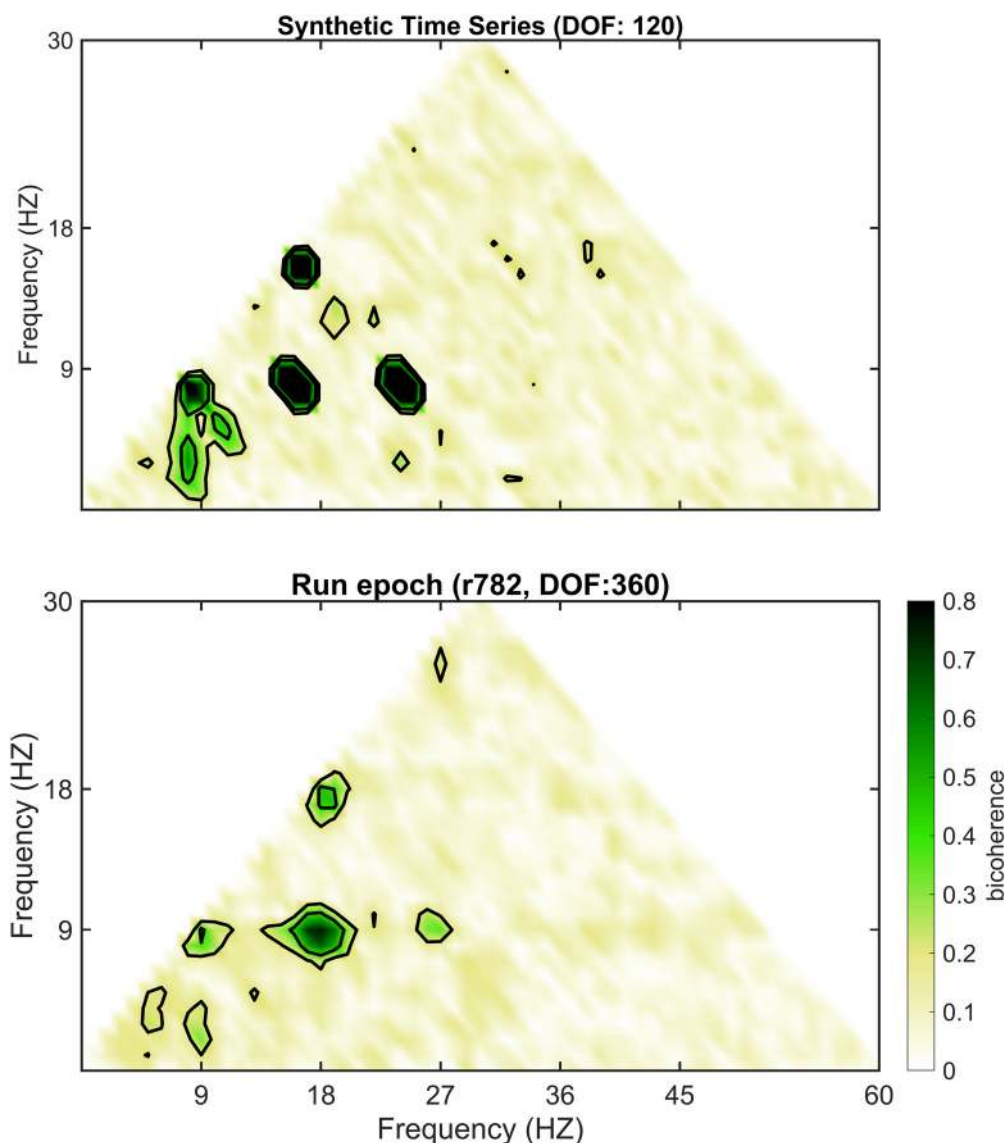 Synthetic Time Series (DOF: 120)
30
18
9
Frequency (HZ)
Run epoch (r782, DOF:360)
30
18
9
Frequency (HZ)
9 18 27 36 45 60
Frequency (HZ)
0.8
0.7
0.6
0.5
0.4
0.3
0.2
0.1
0
bicoherence